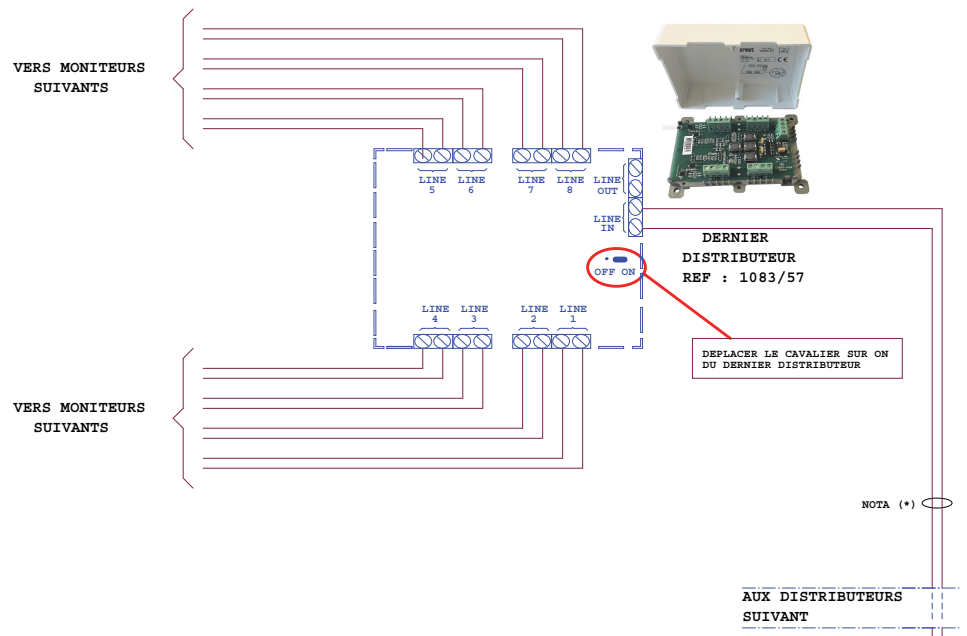 VERS MONITEURS
SUIVANTS
LINE
5
LINE
6
LINE
7
LINE
8
LINE
OUT
LINE
IN
DERNIER
DISTRIBUTEUR
REF : 1083/57
OFF ON
LINE
4
LINE
3
LINE
2
LINE
1
DEPLACER LE CAVALIER SUR ON
DU DERNIER DISTRIBUTEUR
VERS MONITEURS
SUIVANTS
NOTA (*)
AUX DISTRIBUTEURS
SUIVANT